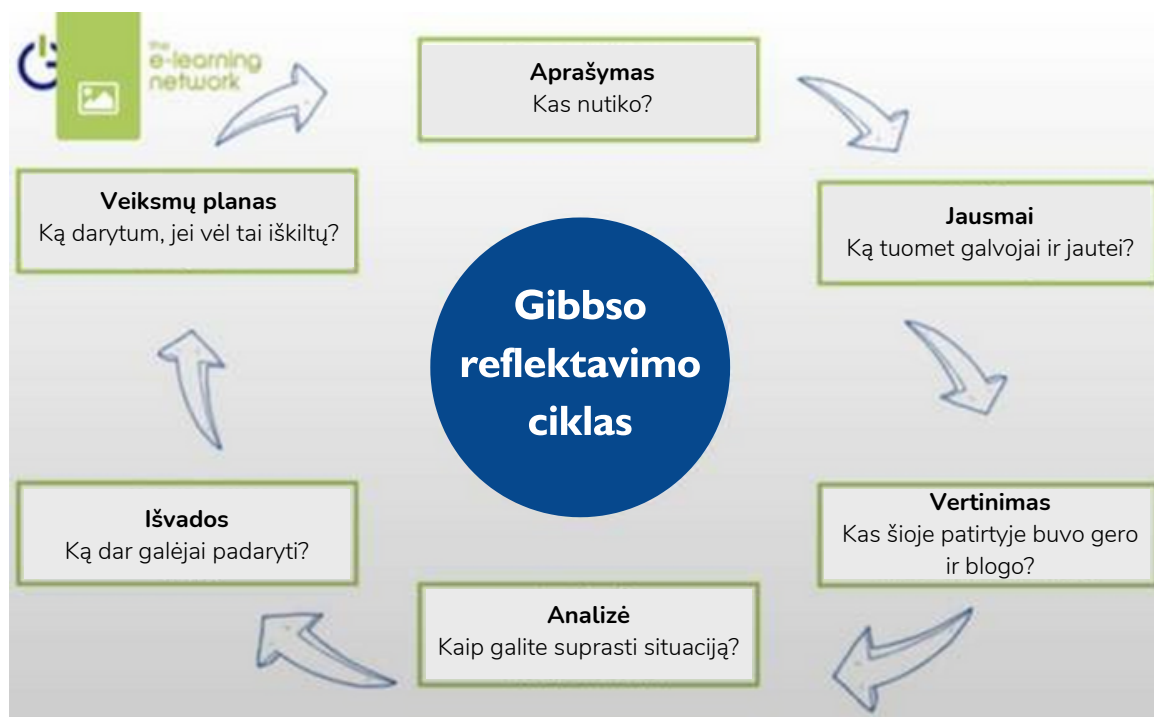 the
e-learning
network
Aprašymas
Kas nutiko?
Jausmai
Ką tuomet galvojai ir jautei?
Vertinimas
Kas šioje patirtyje buvo gero
ir blogo?
Analizė
Kaip galite suprasti situaciją?
Išvados
Ką dar galėjai padaryti?
Veiksmų planas
Ką darytum, jei vėl tai iškiltų?
Gibbso
reflektavimo
ciklas